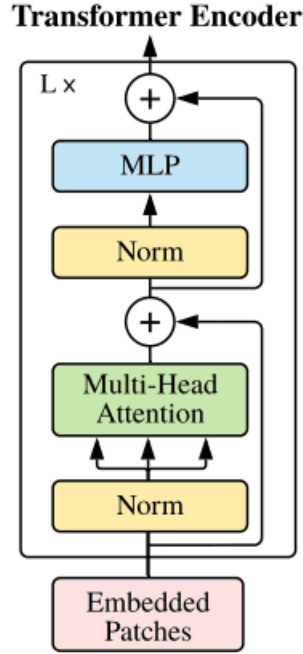 Transformer Encoder
L ×
+
MLP
Norm
+
Multi-Head
Attention
Norm
Embedded
Patches